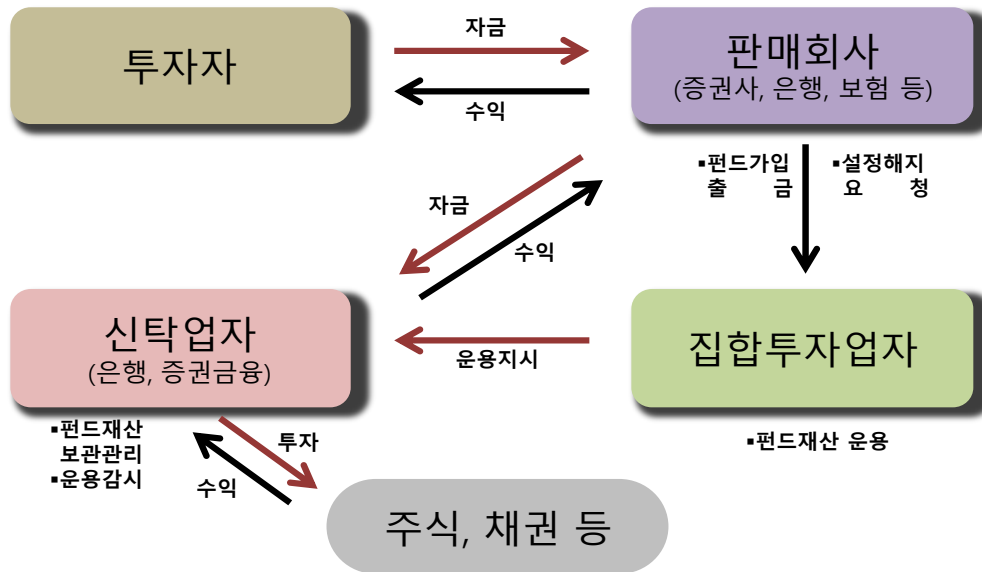 투자자
자금
수익
판매회사
(증권사, 은행, 보험 등)
▪펀드가입
출 금
▪설정해지
요 청
자금
수익
신탁업자
(은행, 증권금융)
운용지시
집합투자업자
▪펀드재산
보관관리
▪운용감시
투자
수익
▪펀드재산 운용
주식, 채권 등